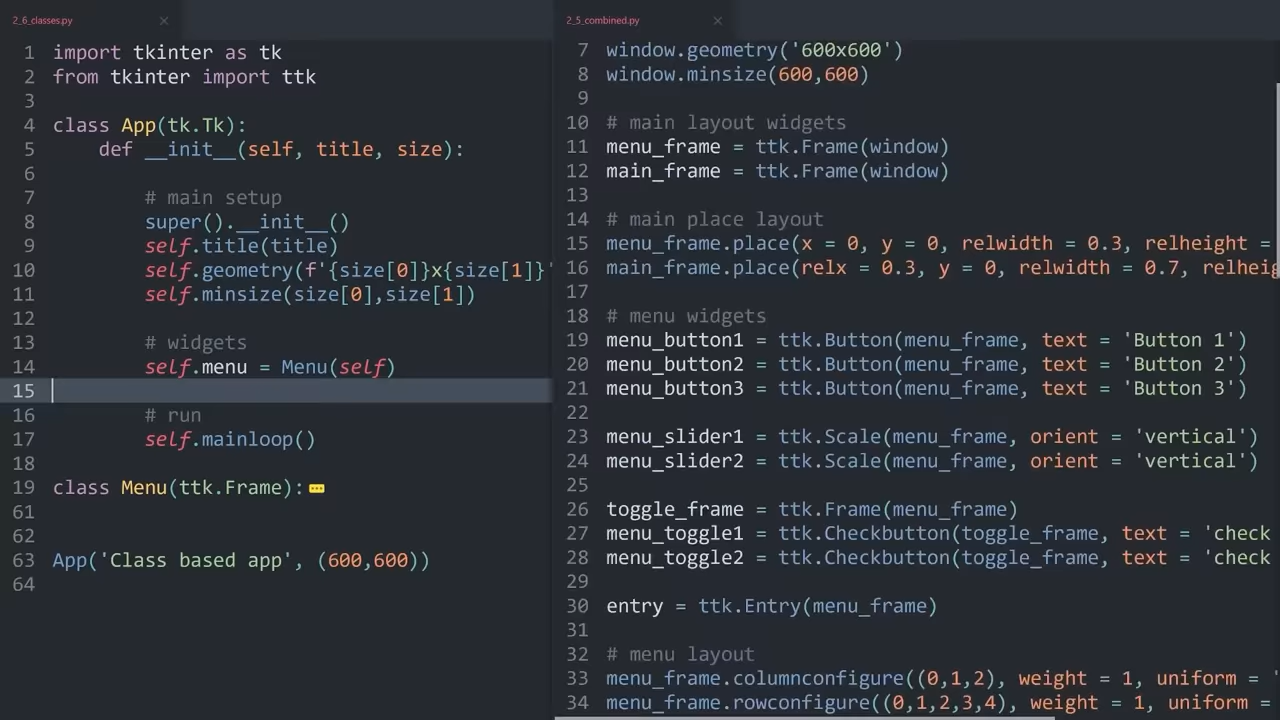 2_6_classes.py ×
1 import tkinter as tk
2 from tkinter import ttk
3
4 class App(tk.Tk):
5 def __init__(self, title, size):
6
7 # main setup
8 super().__init__()
9 self.title(title)
10 self.geometry(f'{size[0]}x{size[1]}'
11 self.minsize(size[0],size[1])
12
13 # widgets
14 self.menu = Menu(self)
15
16 # run
17 self.mainloop()
18
19 class Menu(ttk.Frame):
61
62
63 App('Class based app', (600,600))
64
2_5_combined.py ×
7 window.geometry('600x600')
8 window.minsize(600,600)
9
10 # main layout widgets
11 menu_frame = ttk.Frame(window)
12 main_frame = ttk.Frame(window)
13
14 # main place layout
15 menu_frame.place(x = 0, y = 0, relwidth = 0.3, relheight =
16 main_frame.place(relx = 0.3, y = 0, relwidth = 0.7, relheig
17
18 # menu widgets
19 menu_button1 = ttk.Button(menu_frame, text = 'Button 1')
20 menu_button2 = ttk.Button(menu_frame, text = 'Button 2')
21 menu_button3 = ttk.Button(menu_frame, text = 'Button 3')
22
23 menu_slider1 = ttk.Scale(menu_frame, orient = 'vertical')
24 menu_slider2 = ttk.Scale(menu_frame, orient = 'vertical')
25
26 toggle_frame = ttk.Frame(menu_frame)
27 menu_toggle1 = ttk.Checkbutton(toggle_frame, text = 'check
28 menu_toggle2 = ttk.Checkbutton(toggle_frame, text = 'check
29
30 entry = ttk.Entry(menu_frame)
31
32 # menu layout
33 menu_frame.columnconfigure((0,1,2), weight = 1, uniform = '
34 menu_frame.rowconfigure((0,1,2,3,4), weight = 1, uniform =